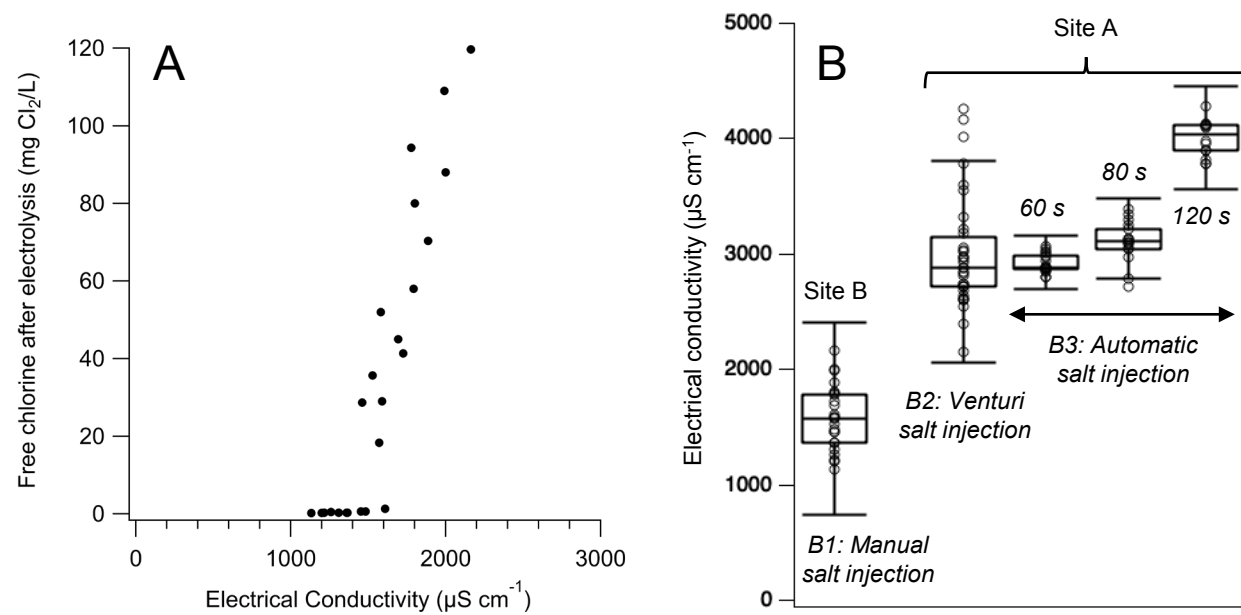 A
Free chlorine after electrolysis (mg Cl₂/L)
120
100
80
60
40
20
0
0
1000
2000
3000
Electrical Conductivity (µS cm⁻¹)
B
Electrical conductivity (µS cm⁻¹)
5000
4000
3000
2000
1000
0
Site A
80 s
60 s
120 s
Site B
B3: Automatic
salt injection
B2: Venturi
salt injection
B1: Manual
salt injection